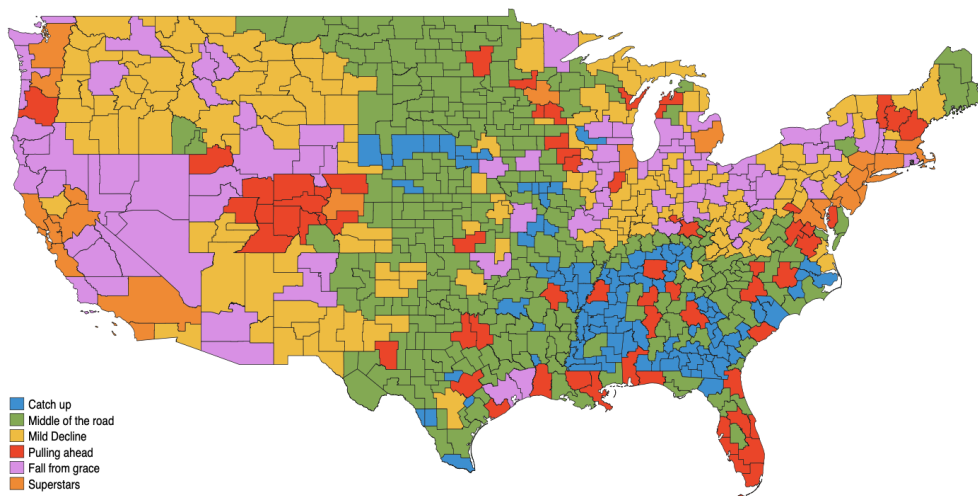 Catch up
Middle of the road
Mild Decline
Pulling ahead
Fall from grace
Superstars